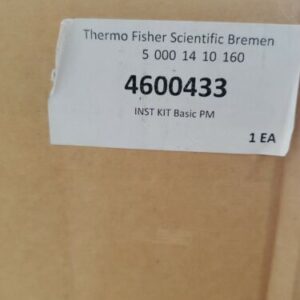 Thermo Fisher Scientific Bremen
5 000 14 10 160
4600433
INST KIT Basic PM
1 EA